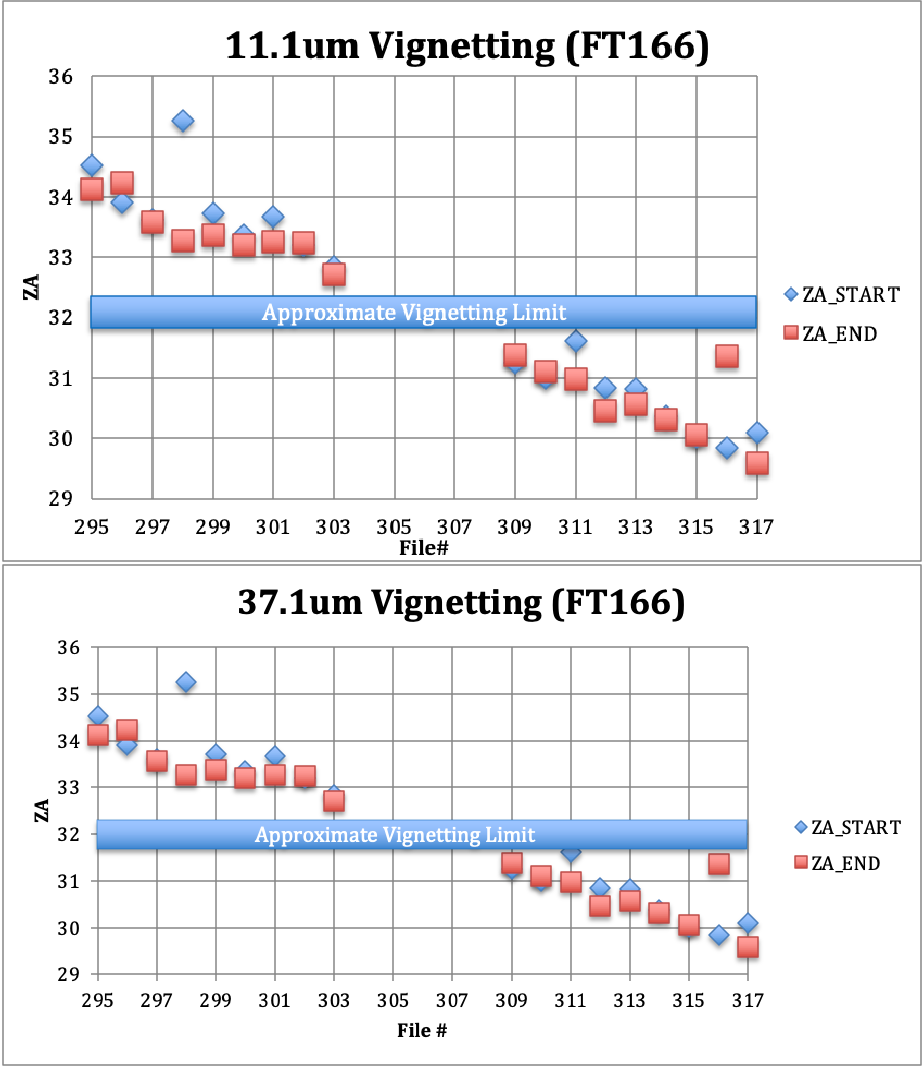 11.1um Vignetting (FT166)
36
35
34
33
32
31
30
29
ZA
Approximate Vignetting Limit
ZA_START
ZA_END
295 297 299 301 303 305 307 309 311 313 315 317
File#
37.1um Vignetting (FT166)
36
35
34
33
32
31
30
29
ZA
Approximate Vignetting Limit
ZA_START
ZA_END
295 297 299 301 303 305 307 309 311 313 315 317
File #